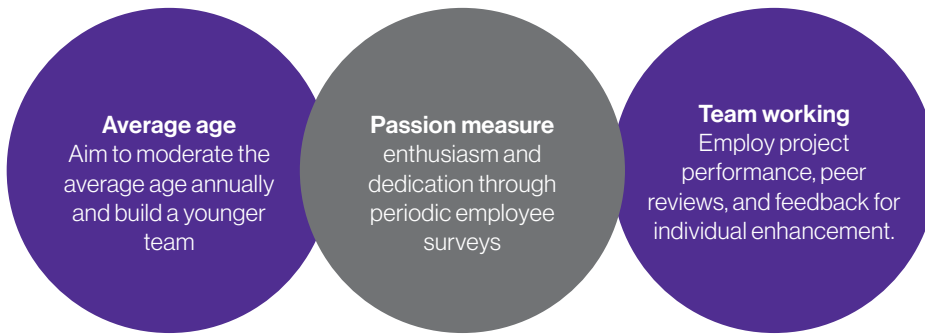 Average age
Aim to moderate the
average age annually
and build a younger
team
Passion measure
enthusiasm and
dedication through
periodic employee
surveys
Team working
Employ project
performance, peer
reviews, and feedback for
individual enhancement.